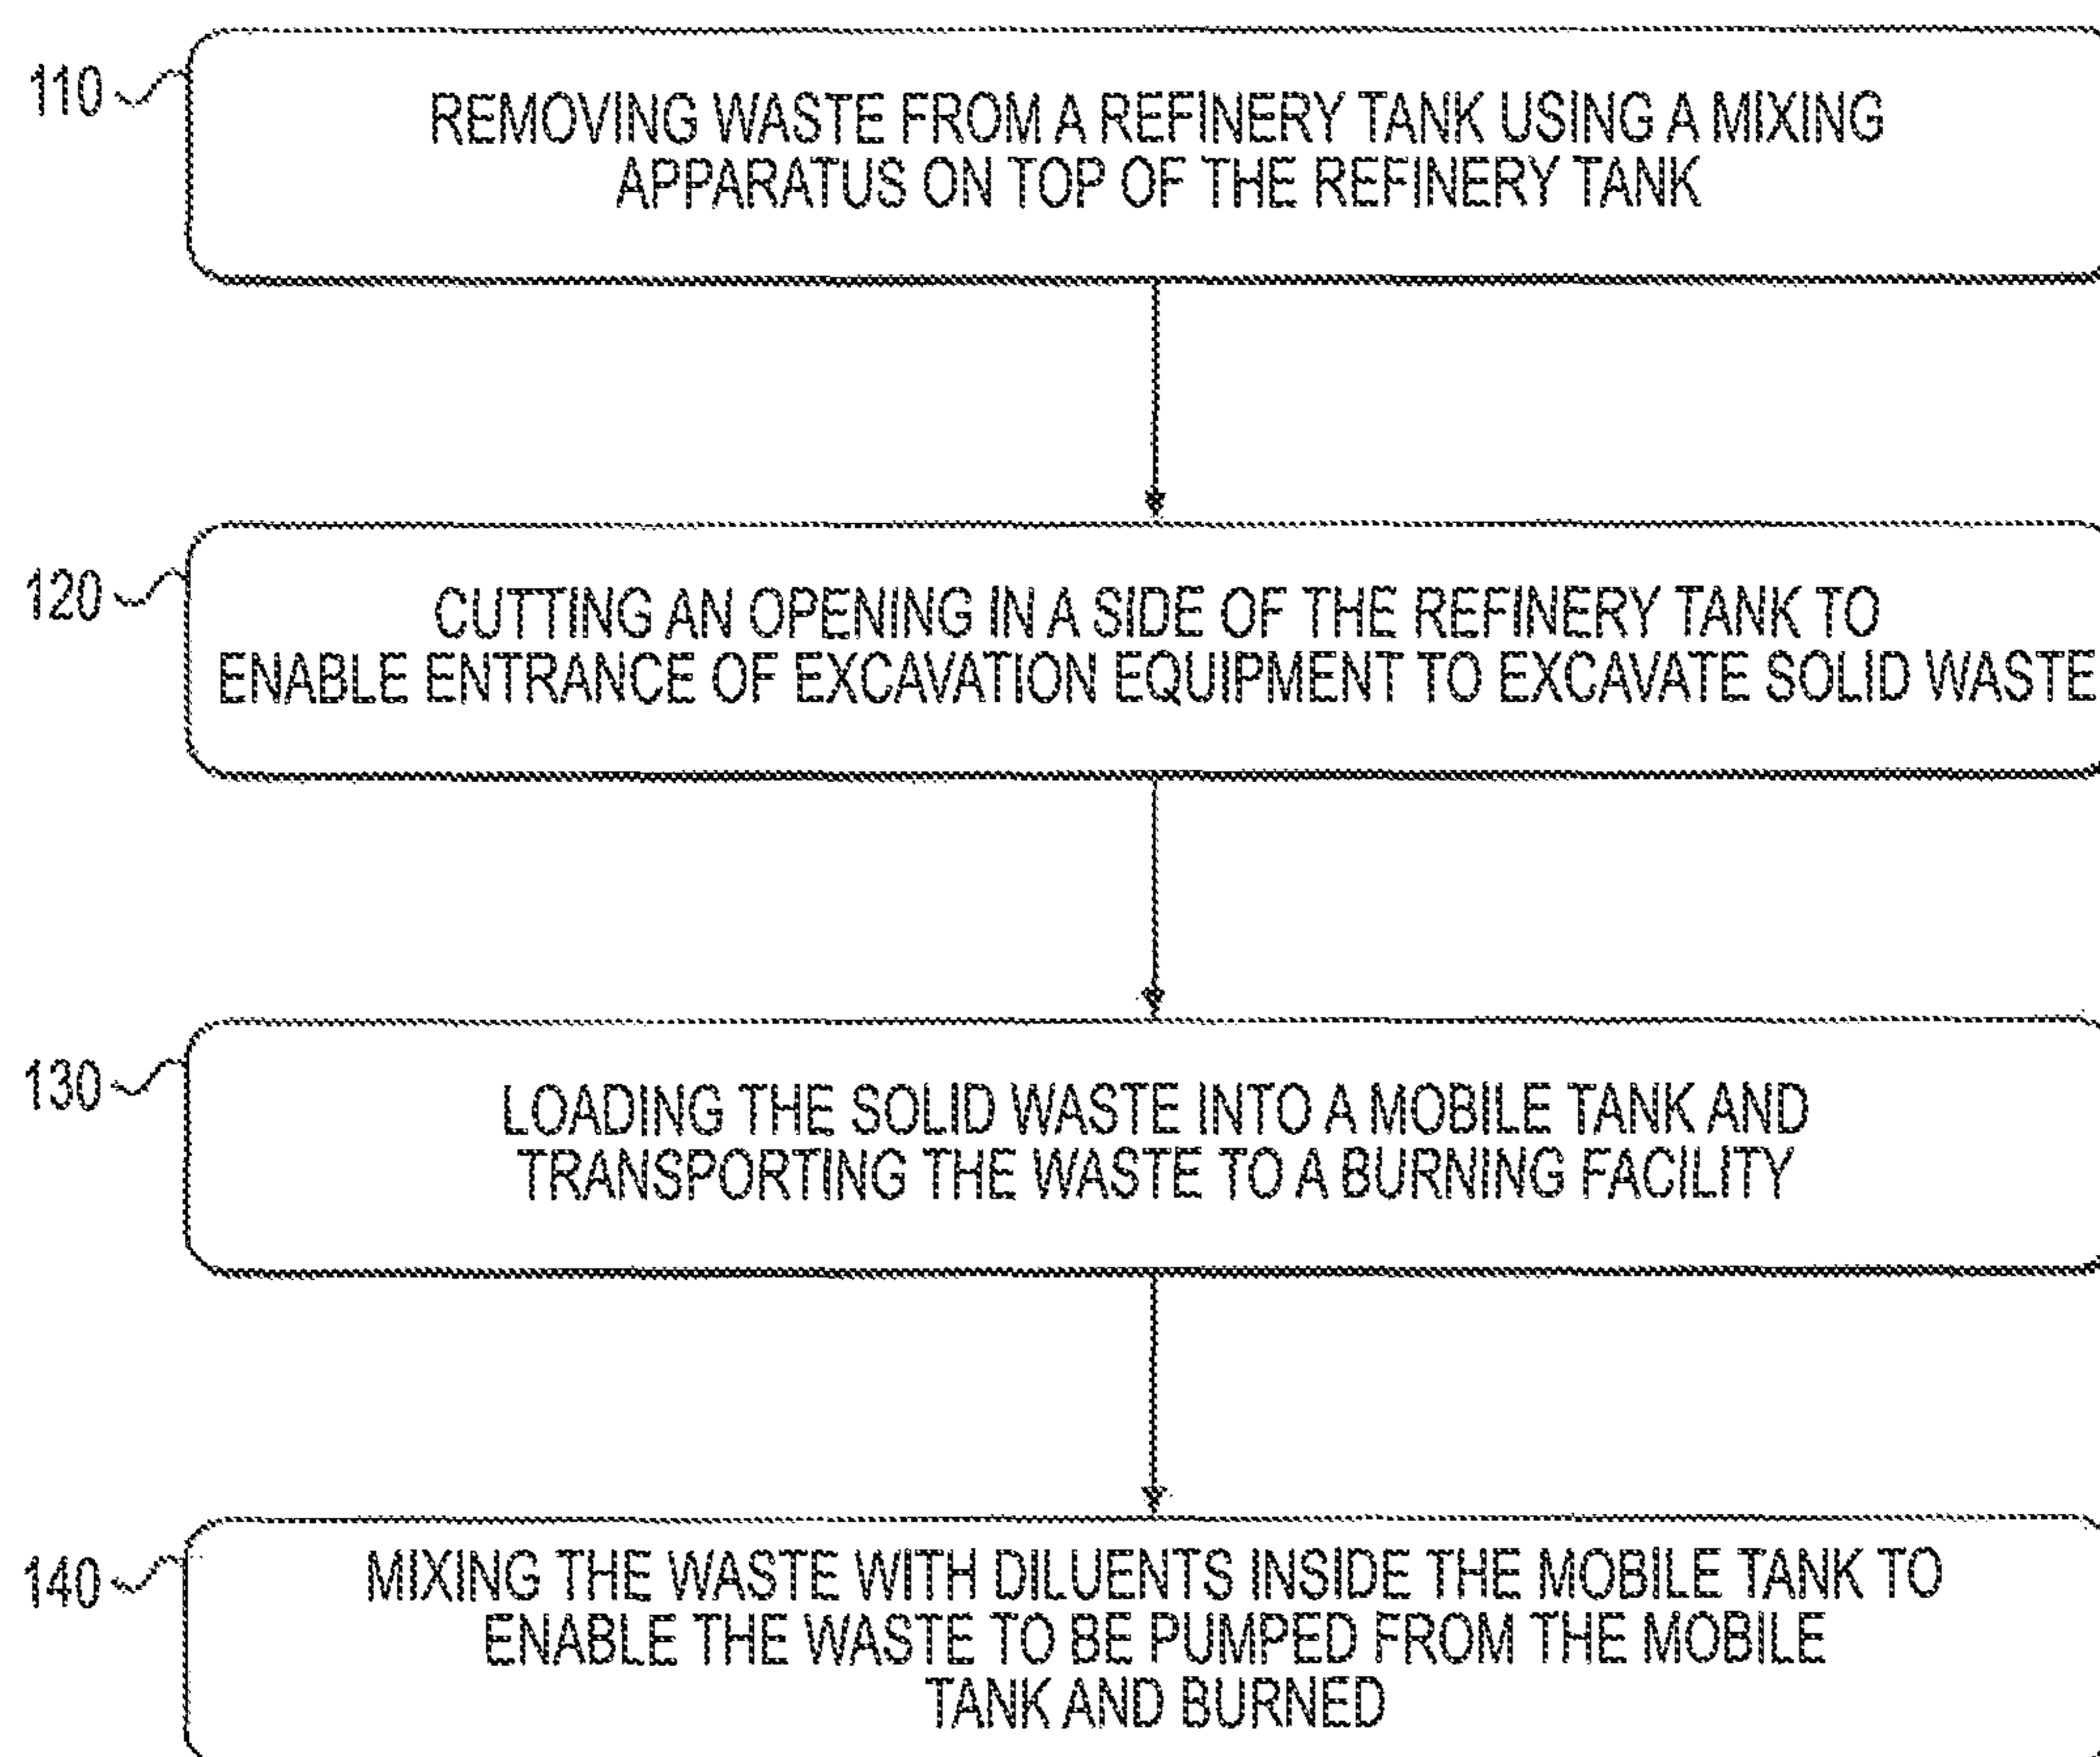 110
REMOVING WASTE FROM A REFINERY TANK USING A MIXING
APPARATUS ON TOP OF THE REFINERY TANK
120
CUTTING AN OPENING IN A SIDE OF THE REFINERY TANK TO
ENABLE ENTRANCE OF EXCAVATION EQUIPMENT TO EXCAVATE SOLID WASTE
130
LOADING THE SOLID WASTE INTO A MOBILE TANK AND
TRANSPORTING THE WASTE TO A BURNING FACILITY
140
MIXING THE WASTE WITH DILUENTS INSIDE THE MOBILE TANK TO
ENABLE THE WASTE TO BE PUMPED FROM THE MOBILE
TANK AND BURNED